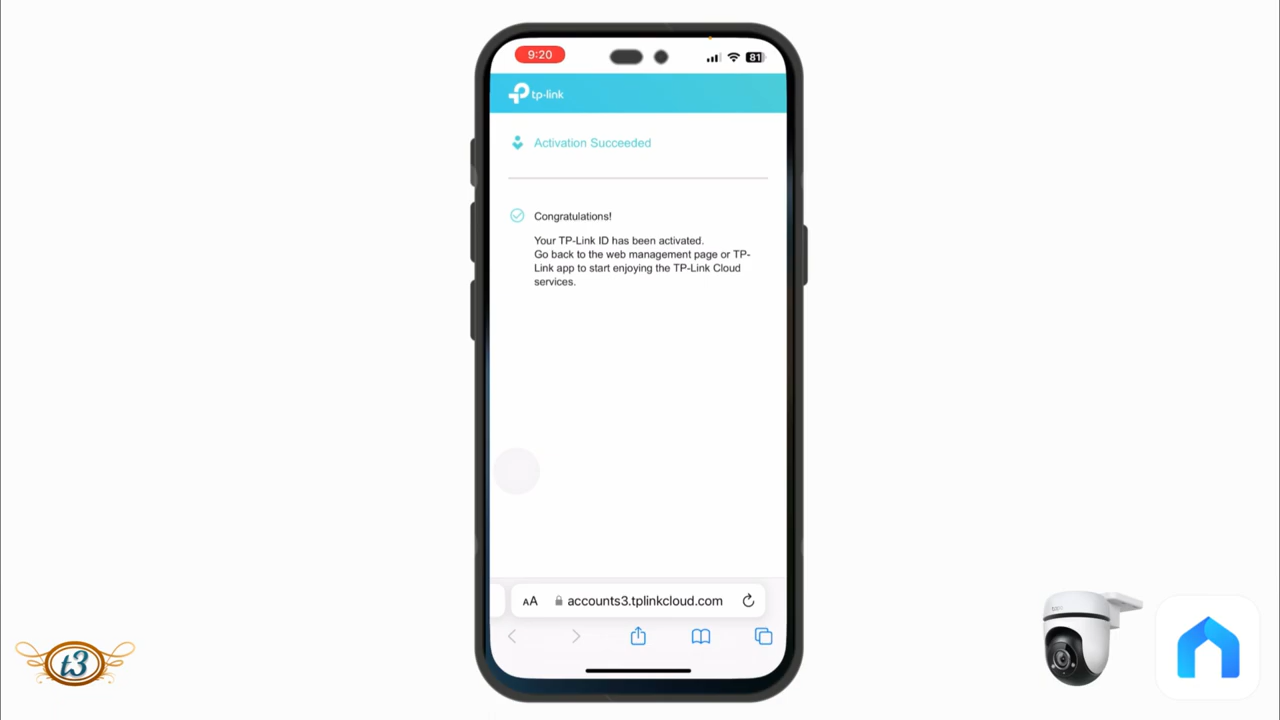 9:20
81
tp-link
Activation Succeeded
Congratulations!
Your TP-Link ID has been activated.
Go back to the web management page or TP-
Link app to start enjoying the TP-Link Cloud
services.
AA
accounts3.tplinkcloud.com
t3
tapo